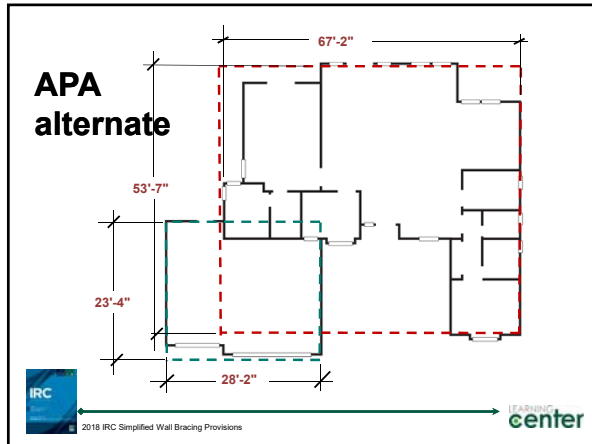 67'-2"
APA
alternate
53'-7"
23'-4"
28'-2"
IRC
2018 IRC Simplified Wall Bracing Provisions
LEARNING
center